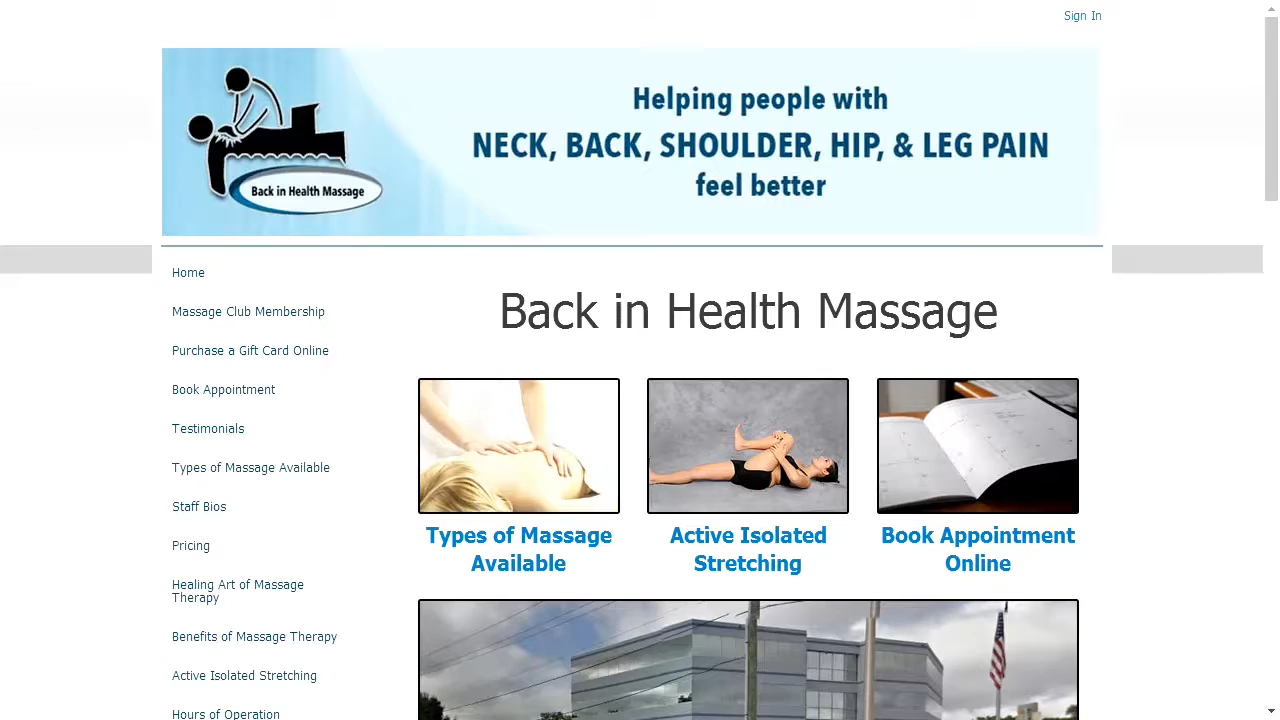 Sign In
Helping people with
NECK, BACK, SHOULDER, HIP, & LEG PAIN
feel better
Back in Health Massage
Home
Massage Club Membership
Purchase a Gift Card Online
Book Appointment
Testimonials
Types of Massage Available
Staff Bios
Pricing
Healing Art of Massage
Therapy
Benefits of Massage Therapy
Active Isolated Stretching
Hours of Operation
Back in Health Massage
Types of Massage
Available
Active Isolated
Stretching
Book Appointment
Online